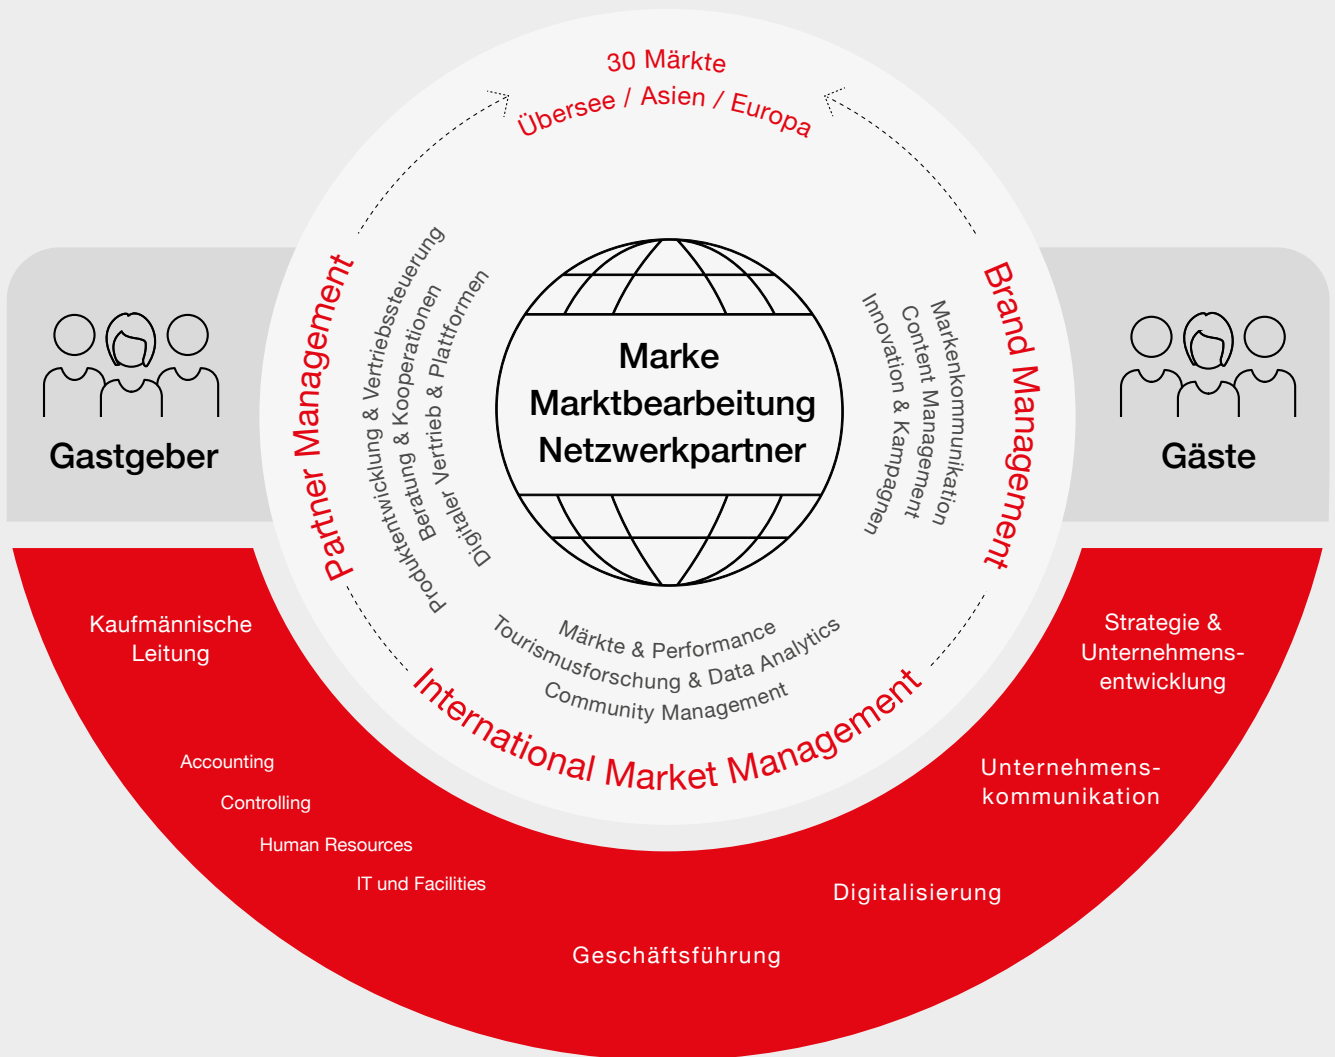 30 Märkte
Übersee / Asien / Europa
Partner Management
Produktentwicklung & Vertriebssteuerung
Beratung & Kooperationen
Digitaler Vertrieb & Plattformen
Marke
Marktbearbeitung
Netzwerkpartner
Brand Management
Markenkommunikation
Content Management
Innovation & Kampagnen
Gastgeber
Gäste
Märkte & Performance
Tourismusforschung & Data Analytics
Community Management
International Market Management
Kaufmännische
Leitung
Accounting
Controlling
Human Resources
IT und Facilities
Geschäftsführung
Digitalisierung
Unternehmens-
kommunikation
Strategie &
Unternehmens-
entwicklung